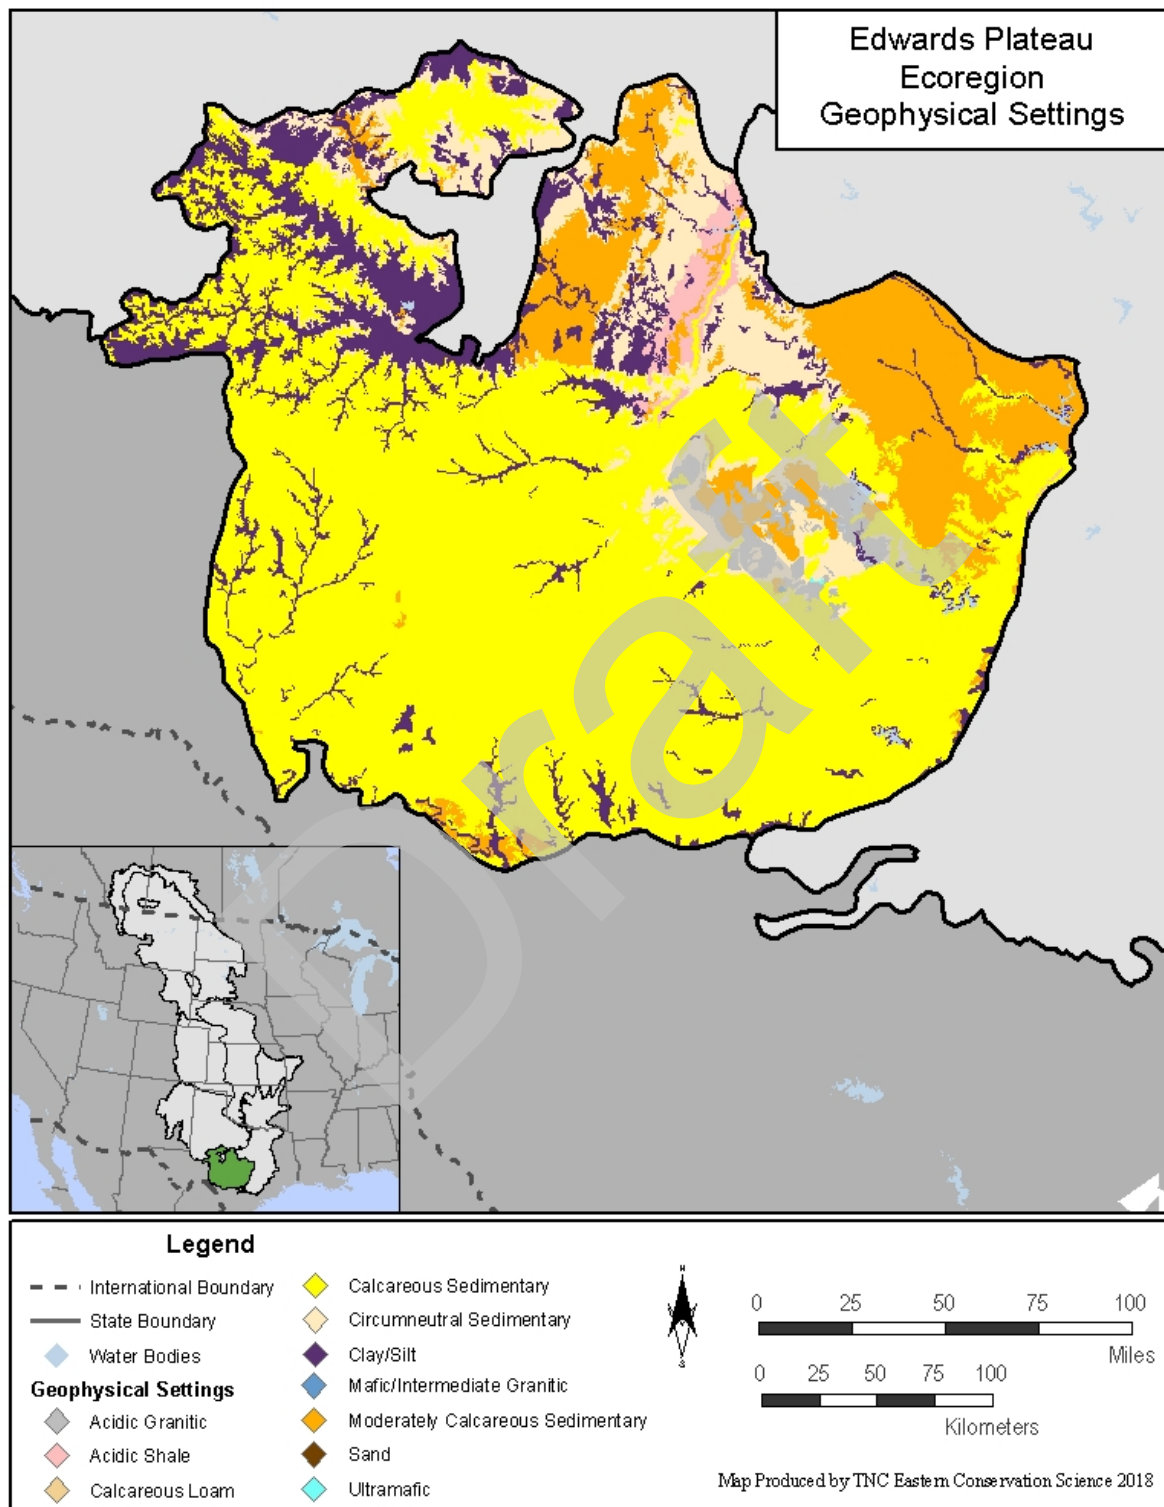 Edwards Plateau
Ecoregion
Geophysical Settings
Draft
Legend
International Boundary
State Boundary
Water Bodies
Geophysical Settings
Acidic Granitic
Acidic Shale
Calcareous Loam
Calcareous Sedimentary
Circumneutral Sedimentary
Clay/Silt
Mafic/Intermediate Granitic
Moderately Calcareous Sedimentary
Sand
Ultramafic
N
S
0 25 50 75 100
Miles
0 25 50 75 100
Kilometers
Map Produced by TNC Eastern Conservation Science 2018